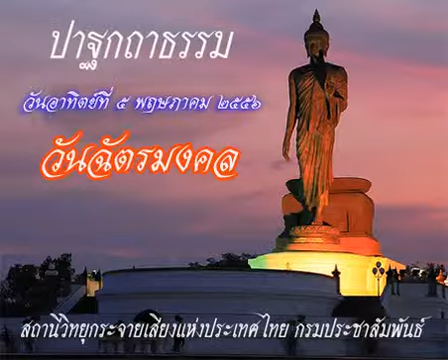 ปาฐกถาธรรม
วันอาทิตย์ที่ ๕ พฤษภาคม ๒๕๕๖
วันฉัตรมงคล
สถานีวิทยุกระจายเสียงแห่งประเทศไทย กรมประชาสัมพันธ์